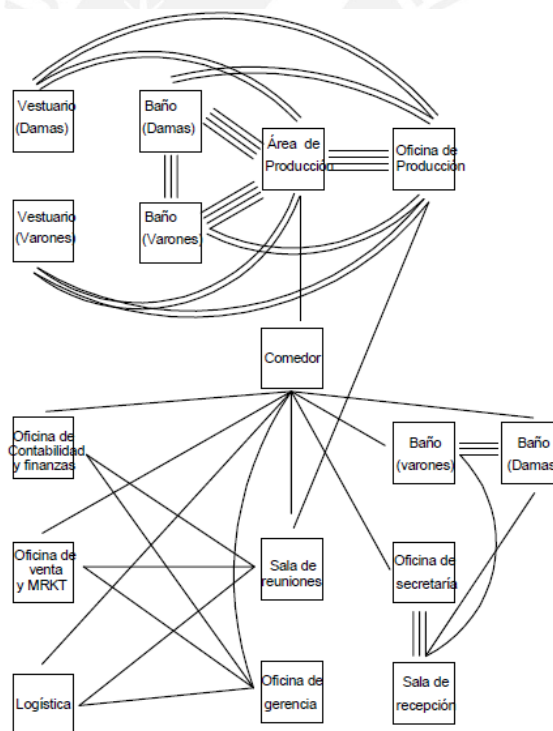 Vestuario
(Damas)
Baño
(Damas)
Área de
Producción
Oficina de
Producción
Vestuario
(Varones)
Baño
(Varones)
Comedor
Oficina de
Contabilidad
y finanzas
Baño
(varones)
Baño
(Damas)
Oficina de
venta
y MRKT
Sala de
reuniones
Oficina de
secretaría
Logística
Oficina de
gerencia
Sala de
recepción